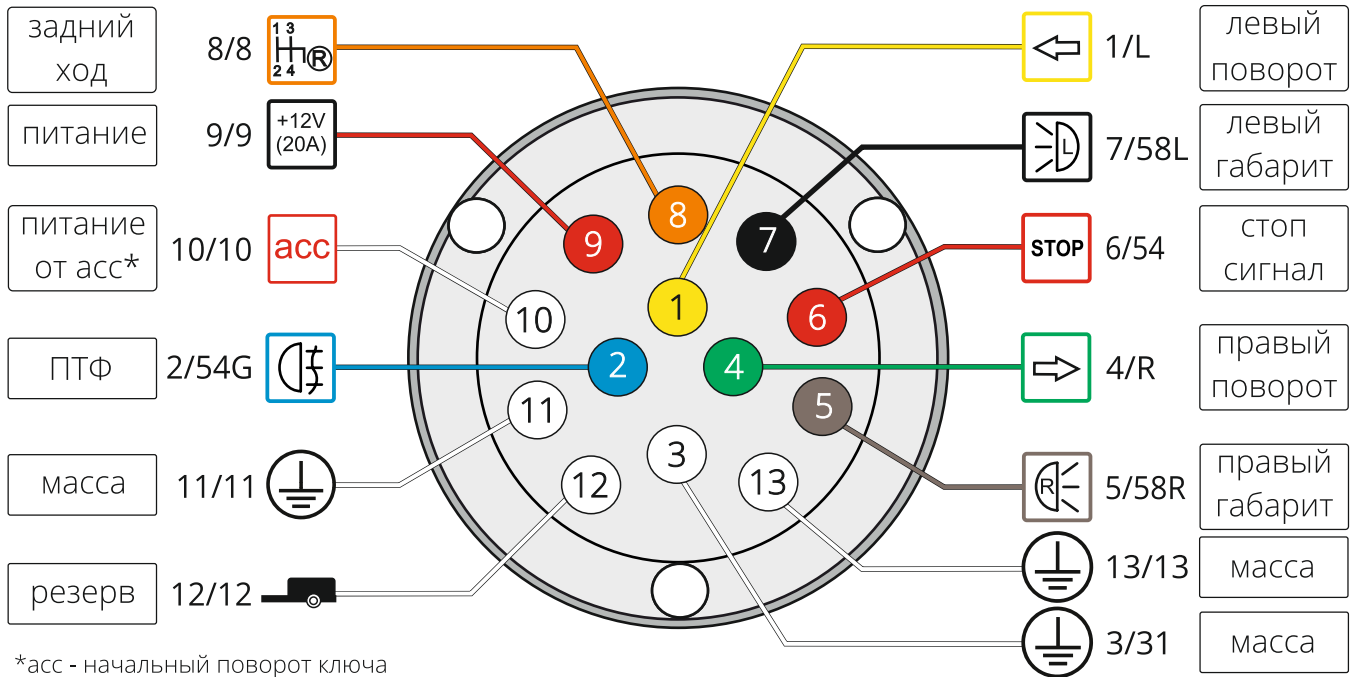 задний
ход
8/8
1 3
2 4
R
питание
9/9
+12V
(20A)
питание
от acc*
10/10
acc
ПТФ
2/54G
масса
11/11
резерв
12/12
*acc - начальный поворот ключа
8
9
7
10
1
6
2
4
11
5
3
12
13
1/L
левый
поворот
L
7/58L
левый
габарит
STOP
6/54
стоп
сигнал
4/R
правый
поворот
R
5/58R
правый
габарит
13/13
масса
3/31
масса